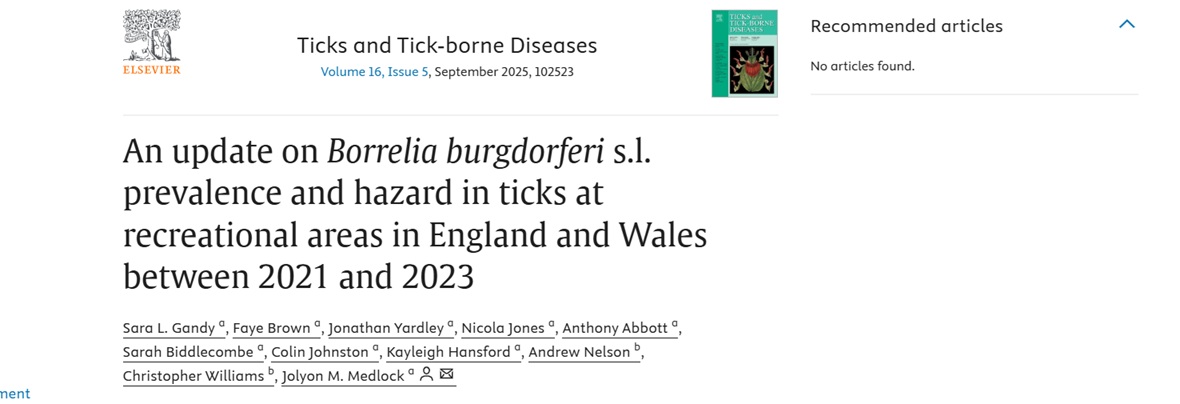 ELSEVIER
Ticks and Tick-borne Diseases
Volume 16, Issue 5, September 2025, 102523
TICKS and
TICK-BORNE
DISEASES
Recommended articles
No articles found.
An update on Borrelia burgdorferi s.l.
prevalence and hazard in ticks at
recreational areas in England and Wales
between 2021 and 2023
Sara L. Gandy a, Faye Brown a, Jonathan Yardley a, Nicola Jones a, Anthony Abbott a,
Sarah Biddlecombe a, Colin Johnston a, Kayleigh Hansford a, Andrew Nelson b,
Christopher Williams b, Jolyon M. Medlock a
ment